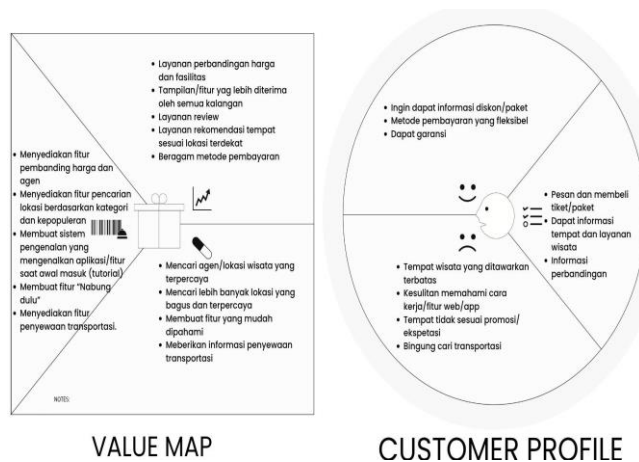 • Layanan perbandingan harga
dan fasilitas
• Tampilan/fitur yag lebih diterima
oleh semua kalangan
• Layanan review
• Layanan rekomendasi tempat
sesuai lokasi terdekat
• Beragam metode pembayaran
• Menyediakan fitur
pembanding harga dan
agen
• Menyediakan fitur pencarian
lokasi berdasarkan kategori
dan kepopuleran
• Membuat sistem
pengenalan yang
mengenalkan aplikasi/fitur
saat awal masuk (tutorial)
• Membuat fitur “Nabung
dulu”
• Menyediakan fitur
penyewaan transportasi.
• Mencari agen/lokasi wisata yang
terpercaya
• Mencari lebih banyak lokasi yang
bagus dan terpercaya
• Membuat fitur yang mudah
dipahami
• Meberikan informasi penyewaan
transportasi
NOTES:
VALUE MAP
• Ingin dapat informasi diskon/paket
• Metode pembayaran yang fleksibel
• Dapat garansi
• Pesan dan membeli
tiket/paket
• Dapat informasi
tempat dan layanan
wisata
• Informasi
perbandingan
• Tempat wisata yang ditawarkan
terbatas
• Kesulitan memahami cara
kerja/fitur web/app
• Tempat tidak sesuai promosi/
ekspetasi
• Bingung cari transportasi
CUSTOMER PROFILE